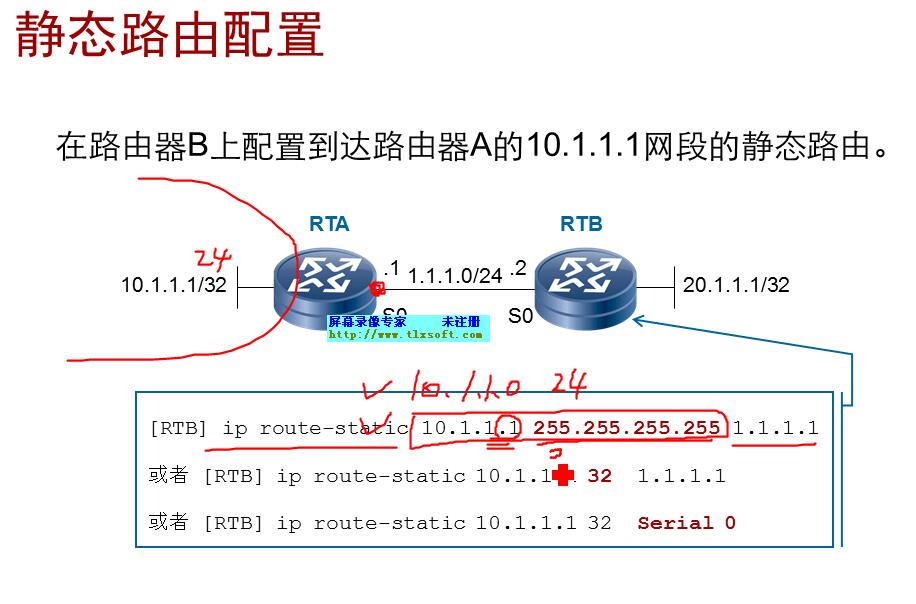 静态路由配置
在路由器B上配置到达路由器A的10.1.1.1网段的静态路由。
RTA
RTB
24
10.1.1.1/32
.1
1.1.1.0/24
.2
20.1.1.1/32
S0
S0
屏幕录像专家 未注册
http://www.tlxsoft.com
10.1.1.0 24
[RTB] ip route-static 10.1.1.1 255.255.255.255 1.1.1.1
或者 [RTB] ip route-static 10.1.1 32 1.1.1.1
或者 [RTB] ip route-static 10.1.1.1 32 Serial 0